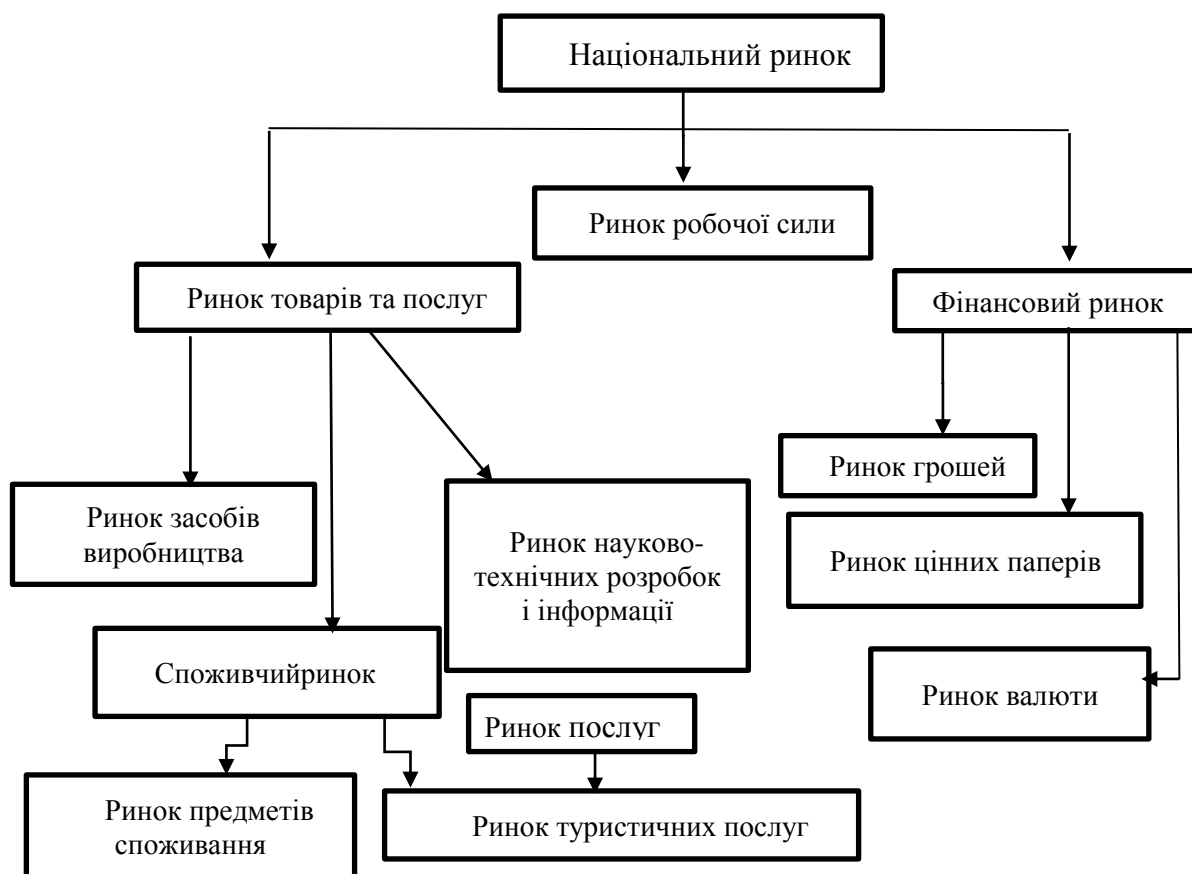 Національний ринок
Ринок робочої сили
Ринок товарів та послуг
Фінансовий ринок
Ринок грошей
Ринок засобів
виробництва
Ринок науково-
технічних розробок
і інформації
Ринок цінних паперів
Споживчийринок
Ринок валюти
Ринок послуг
Ринок предметів
споживання
Ринок туристичних послуг